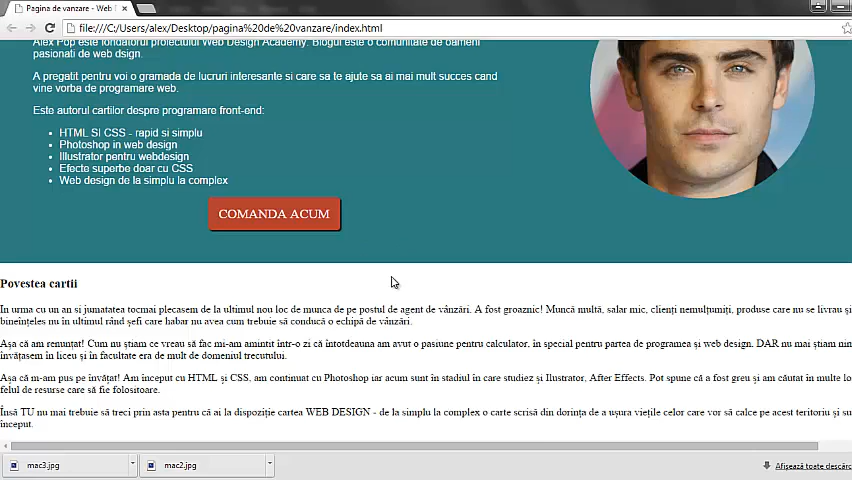 Pagina de vanzare - Web
file:///C:/Users/alex/Desktop/pagina%20de%20vanzare/index.html
Alex Pop este fondatorul proiectului Web Design Academy. Blogul este o comunitate de oameni
pasionati de web dsign.
A pregatit pentru voi o gramada de lucruri interesante si care sa te ajute sa ai mai mult succes cand
vine vorba de programare web.
Este autorul cartilor despre programare front-end:
HTML SI CSS - rapid si simplu
Photoshop in web design
Illustrator pentru webdesign
Efecte superbe doar cu CSS
Web design de la simplu la complex
COMANDA ACUM
Povestea cartii
In urma cu un an si jumatatea tocmai plecasem de la ultimul nou loc de munca de pe postul de agent de vânzări. A fost groaznic! Muncă multă, salar mic, clienți nemulțumiți, produse care nu se livrau și
bineînțeles nu în ultimul rând șefi care habar nu avea cum trebuie să conducă o echipă de vânzări.
Așa că am renunțat! Cum nu știam ce vreau să fac mi-am amintit într-o zi că întotdeauna am avut o pasiune pentru calculator, în special pentru partea de programea și web design. DAR nu mai știam nin
învățasem în liceu și în facultate era de mult de domeniul trecutului.
Așa că m-am pus pe învățat! Am început cu HTML și CSS, am continuat cu Photoshop iar acum sunt în stadiul în care studiez și Ilustrator, After Effects. Pot spune că a fost greu și am căutat în multe lo
felul de resurse care să fie folositoare.
Însă TU nu mai trebuie să treci prin asta pentru că ai la dispoziție cartea WEB DESIGN - de la simplu la complex o carte scrisă din dorința de a ușura viețile celor care vor să calce pe acest teritoriu și su
început.
mac3.jpg
mac2.jpg
Afișează toate descărc